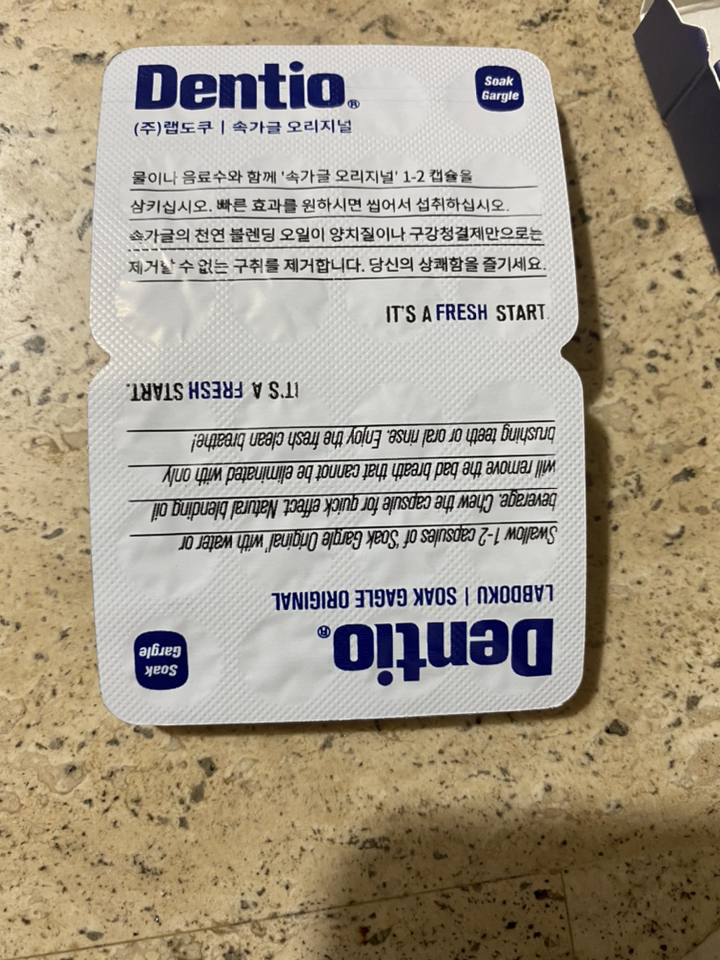 Dentio®
Soak
Gargle
(주)랩도쿠 | 속가글 오리지널
물이나 음료수와 함께 '속가글 오리지널' 1-2 캡슐을
삼키십시오. 빠른 효과를 원하시면 씹어서 섭취하십시오.
속가글의 천연 블렌딩 오일이 양치질이나 구강청결제만으로는
제거할 수 없는 구취를 제거합니다. 당신의 상쾌함을 즐기세요.
IT'S A FRESH START.
Dentio®
Soak
Gargle
LABDOKU | SOAK GAGLE ORIGINAL
Swallow 1-2 capsules of 'Soak Gargle Original' with water or
beverage. Chew the capsule for quick effect. Natural blending oil
will remove the bad breath that cannot be eliminated with only
brushing teeth or oral rinse. Enjoy the fresh clean breathe!
IT'S A FRESH START.